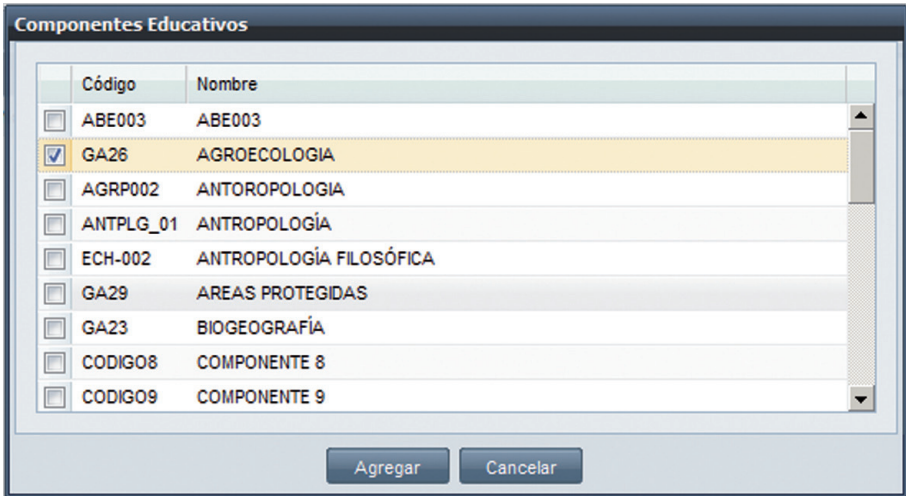 Componentes Educativos
Código Nombre
ABE003 ABE003
GA26 AGROECOLOGIA
AGRP002 ANTOROPOLOGIA
ANTPLG_01 ANTROPOLOGÍA
ECH-002 ANTROPOLOGÍA FILOSÓFICA
GA29 AREAS PROTEGIDAS
GA23 BIOGEOGRAFÍA
CODIGO8 COMPONENTE 8
CODIGO9 COMPONENTE 9
Agregar Cancelar